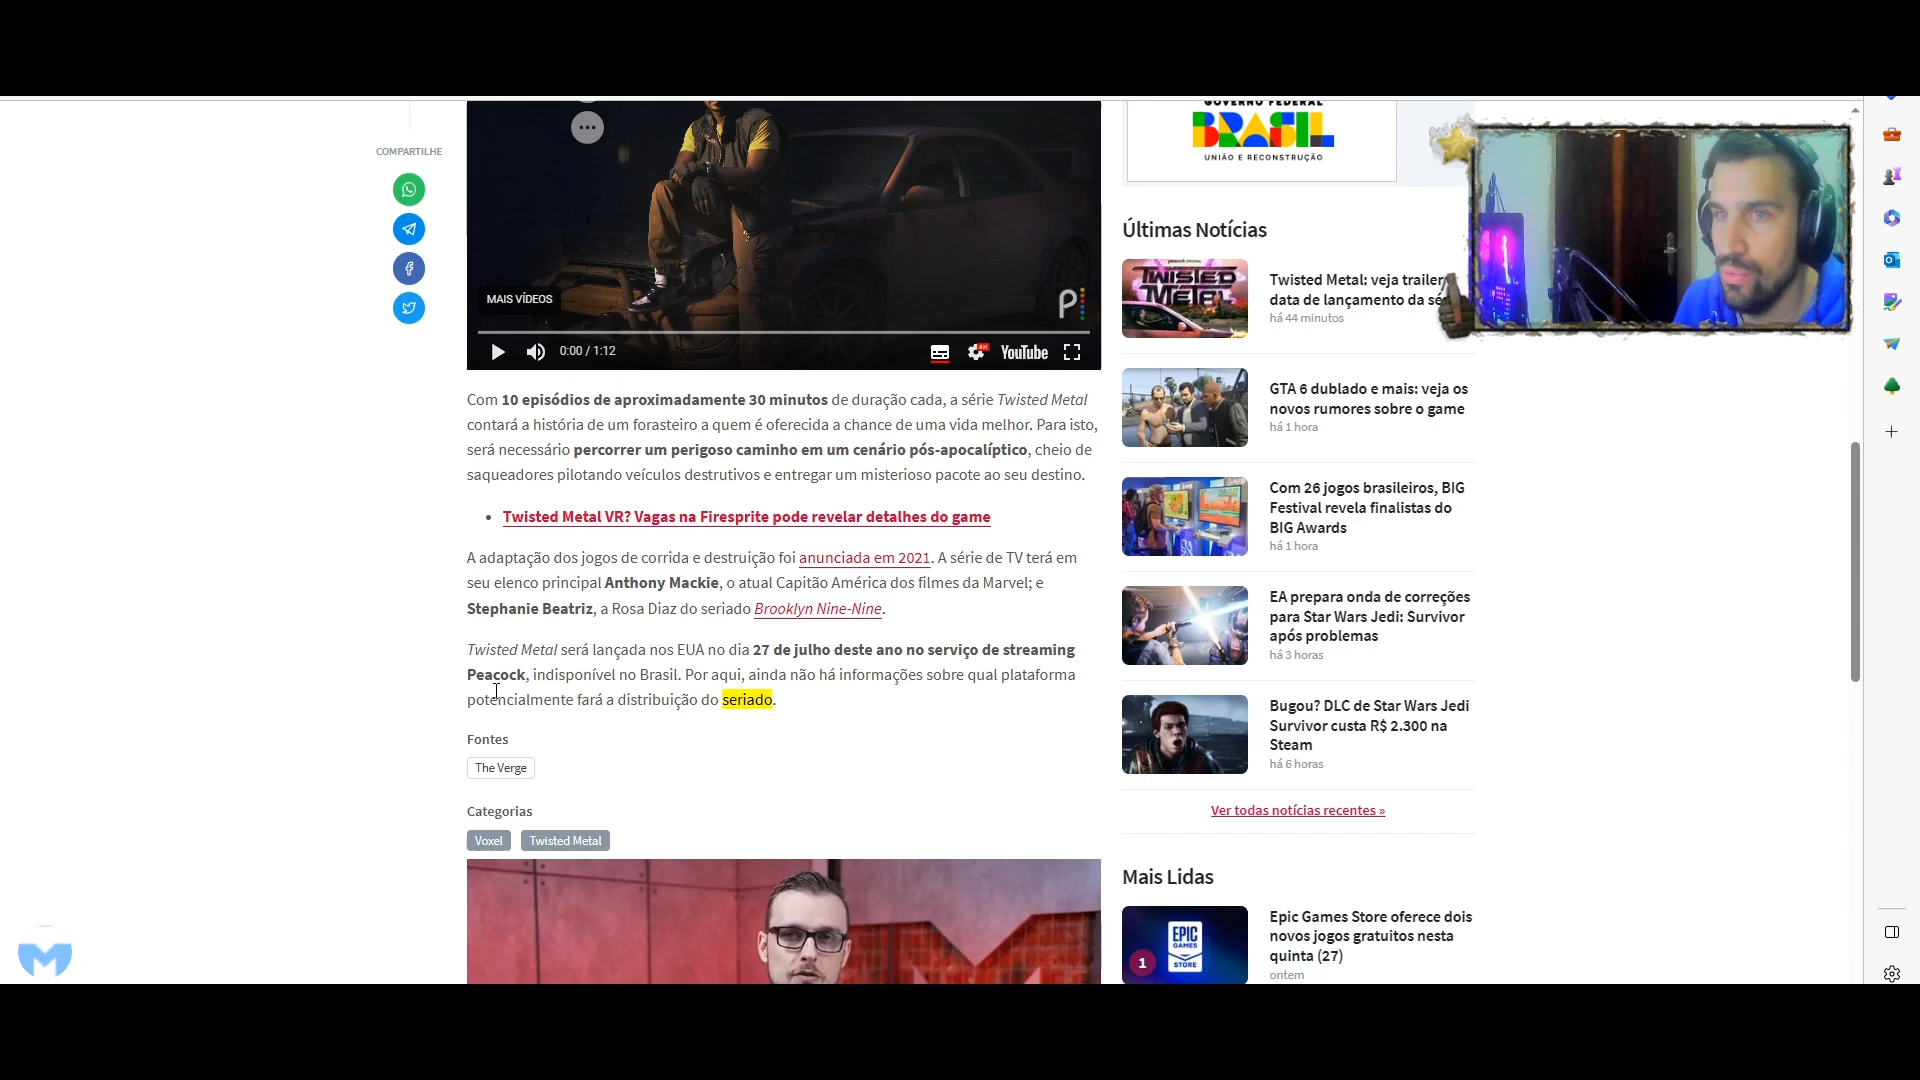 COMPARTILHE
MAIS VÍDEOS
0:00 / 1:12
YouTube
Com 10 episódios de aproximadamente 30 minutos de duração cada, a série Twisted Metal
contará a história de um forasteiro a quem é oferecida a chance de uma vida melhor. Para isto,
será necessário percorrer um perigoso caminho em um cenário pós-apocalíptico, cheio de
saqueadores pilotando veículos destrutivos e entregar um misterioso pacote ao seu destino.
Twisted Metal VR? Vagas na Firesprite pode revelar detalhes do game
A adaptação dos jogos de corrida e destruição foi anunciada em 2021. A série de TV terá em
seu elenco principal Anthony Mackie, o atual Capitão América dos filmes da Marvel; e
Stephanie Beatriz, a Rosa Diaz do seriado Brooklyn Nine-Nine.
Twisted Metal será lançada nos EUA no dia 27 de julho deste ano no serviço de streaming
Peacock, indisponível no Brasil. Por aqui, ainda não há informações sobre qual plataforma
potencialmente fará a distribuição do seriado.
Fontes
The Verge
Categorias
Voxel
Twisted Metal
GOVERNO FEDERAL
BRASIL
UNIÃO E RECONSTRUÇÃO
Últimas Notícias
TWISTED
METAL
Twisted Metal: veja trailer
data de lançamento da sé
há 44 minutos
GTA 6 dublado e mais: veja os
novos rumores sobre o game
há 1 hora
Com 26 jogos brasileiros, BIG
Festival revela finalistas do
BIG Awards
há 1 hora
EA prepara onda de correções
para Star Wars Jedi: Survivor
após problemas
há 3 horas
Bugou? DLC de Star Wars Jedi
Survivor custa R$ 2.300 na
Steam
há 6 horas
Ver todas notícias recentes »
Mais Lidas
EPIC
GAMES
STORE
1
Epic Games Store oferece dois
novos jogos gratuitos nesta
quinta (27)
ontem